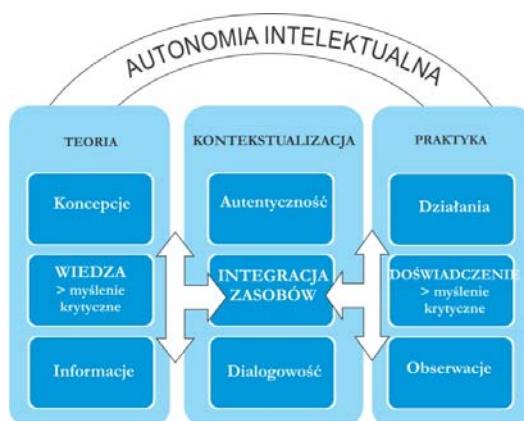 AUTONOMIA INTELEKTUALNA
TEORIA
Koncepcje
WIEDZA
> myślenie
krytyczne
Informacje
KONTEKSTUALIZACJA
Autentyczność
INTEGRACJA
ZASOBÓW
Dialogowość
PRAKTYKA
Działania
DOŚWIADCZENIE
> myślenie
krytyczne
Obserwacje